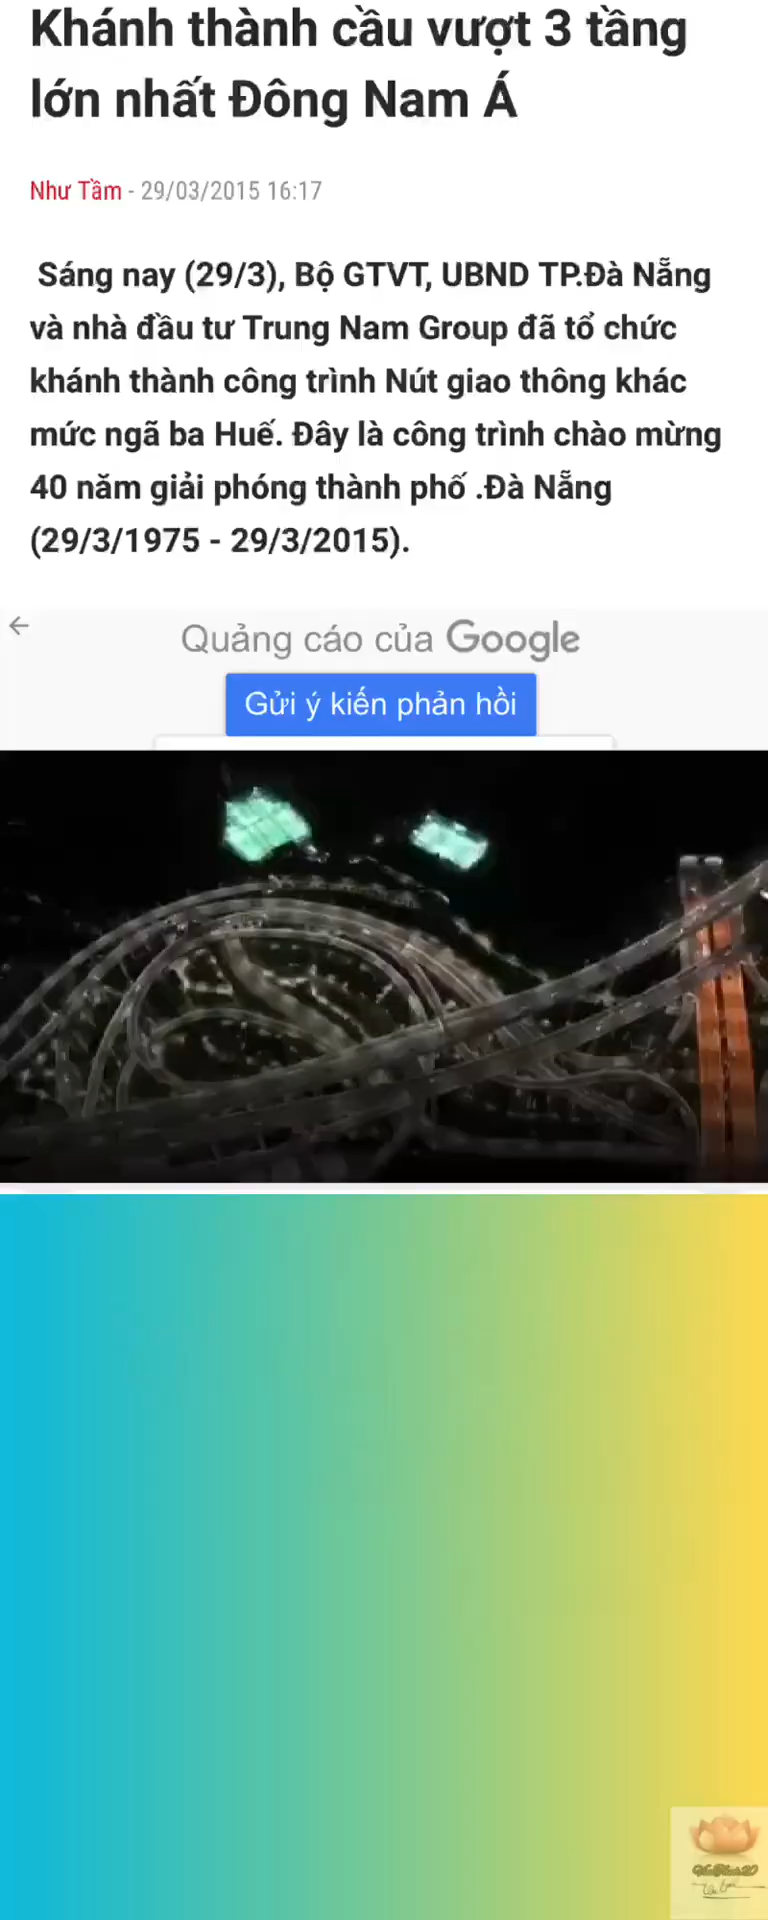 Khánh thành cầu vượt 3 tầng
lớn nhất Đông Nam Á
Như Tầm - 29/03/2015 16:17
Sáng nay (29/3), Bộ GTVT, UBND TP.Đà Nẵng
và nhà đầu tư Trung Nam Group đã tổ chức
khánh thành công trình Nút giao thông khác
mức ngã ba Huế. Đây là công trình chào mừng
40 năm giải phóng thành phố .Đà Nẵng
(29/3/1975 - 29/3/2015).
Quảng cáo của Google
Gửi ý kiến phản hồi